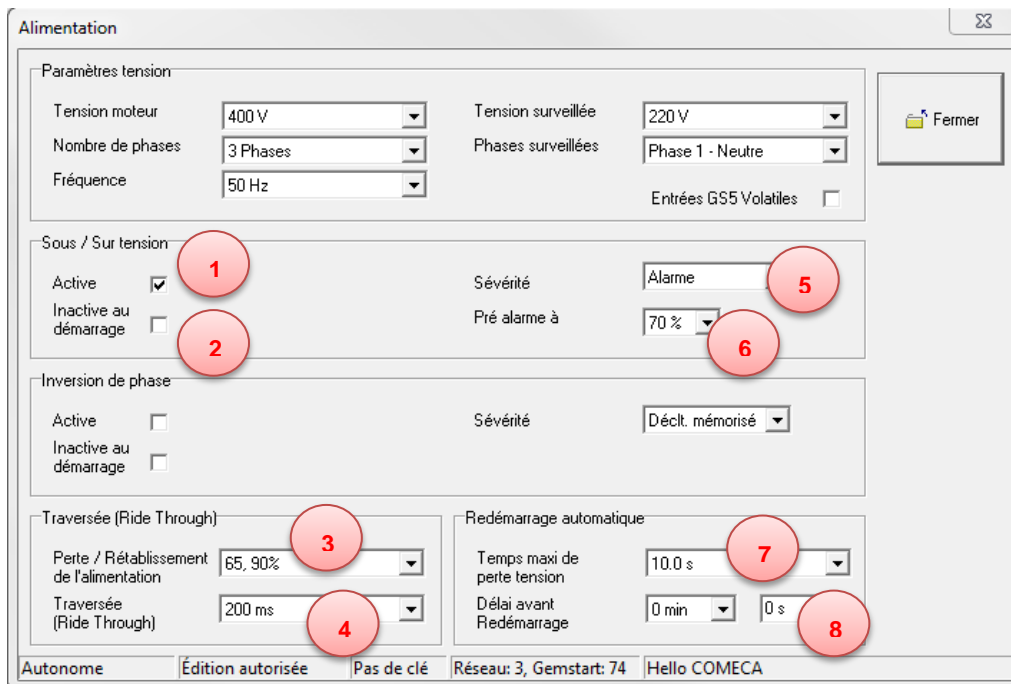 Alimentation
Paramètres tension
Tension moteur 400 V Tension surveillée 220 V
Nombre de phases 3 Phases Phases surveillées Phase 1 - Neutre
Fréquence 50 Hz
Entrées GS5 Volatiles
Fermer
Sous / Sur tension
1
Active Sévérité Alarme 5
Inactive au
démarrage Pré alarme à 70 %
2 6
Inversion de phase
Active Sévérité Déclt. mémorisé
Inactive au
démarrage
Traversée (Ride Through) Redémarrage automatique
3 7
Perte / Rétablissement
de l'alimentation 65, 90% Temps maxi de
perte tension 10.0 s
Traversée
(Ride Through) 200 ms Délai avant
Redémarrage 0 min 0 s
4 8
Autonome Édition autorisée Pas de clé Réseau: 3, Gemstart: 74 Hello COMECA